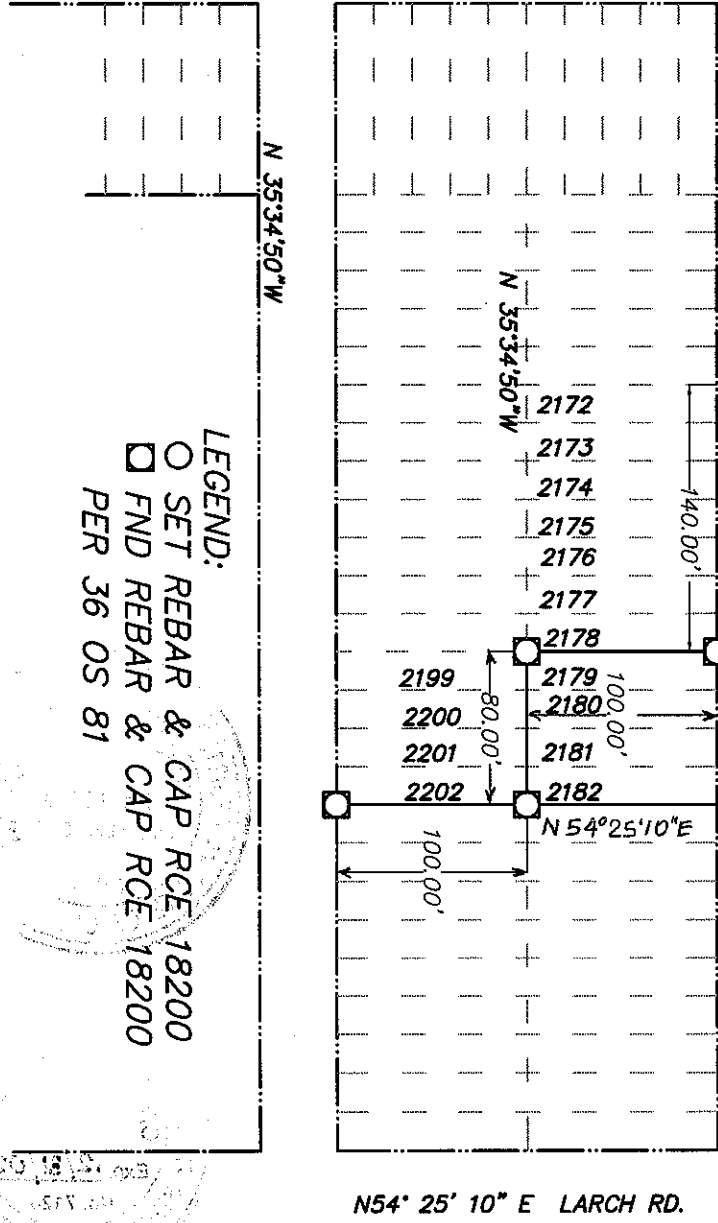 N 35°34'50"W
N 35°34'50"W
140.00'
2172
2173
2174
2175
2176
2177
2178
2179
2180
2181
2182
2199
2200
2201
2202
80.00'
100.00'
100.00'
N 54°25'10"E
LEGEND:
SET REBAR & CAP RCE 18200
FND REBAR & CAP RCE 18200
PER 36 OS 81
N54° 25' 10" E LARCH RD.